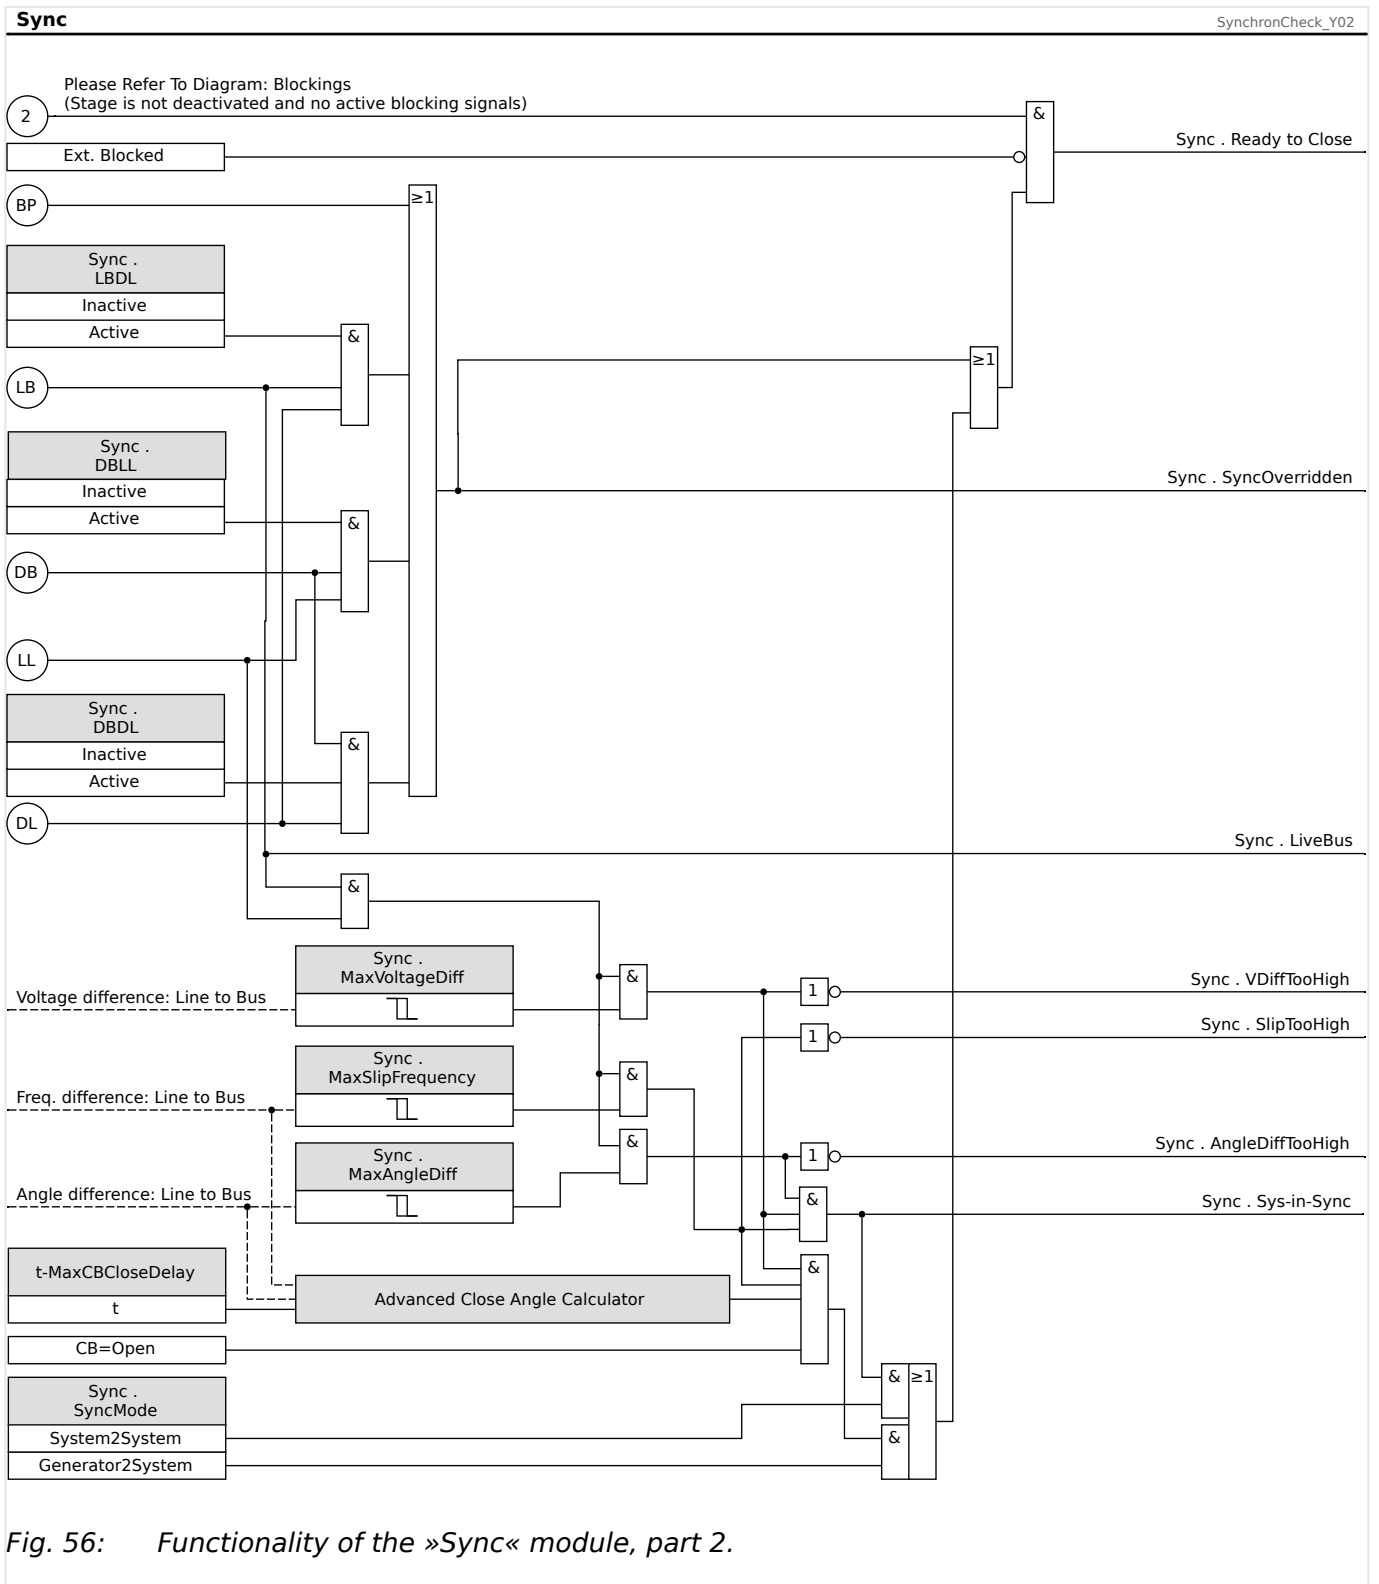 Sync
SynchronCheck_Y02
Please Refer To Diagram: Blockings
(Stage is not deactivated and no active blocking signals)
2
&
Sync . Ready to Close
Ext. Blocked
BP
≥1
Sync .
LBDL
Inactive
Active
&
LB
≥1
Sync .
DBLL
Inactive
Active
&
Sync . SyncOverridden
DB
LL
Sync .
DBDL
Inactive
Active
&
DL
Sync . LiveBus
&
Sync .
MaxVoltageDiff
Voltage difference: Line to Bus
&
1
Sync . VDiffTooHigh
1
Sync . SlipTooHigh
Sync .
MaxSlipFrequency
Freq. difference: Line to Bus
&
Sync .
MaxAngleDiff
Angle difference: Line to Bus
&
1
Sync . AngleDiffTooHigh
&
Sync . Sys-in-Sync
t-MaxCBCloseDelay
t
Advanced Close Angle Calculator
&
CB=Open
Sync .
SyncMode
System2System
Generator2System
&
≥1
&
Fig. 56: Functionality of the »Sync« module, part 2.